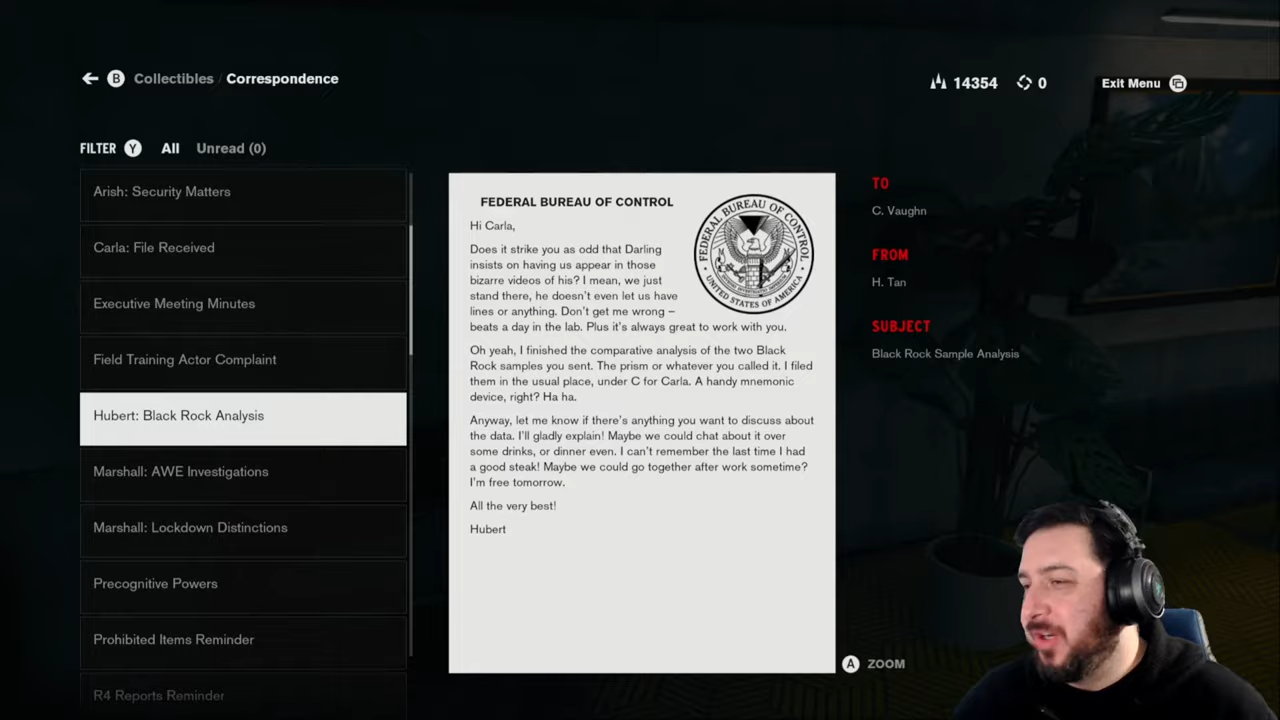 B Collectibles / Correspondence
14354
0
Exit Menu
FILTER Y All Unread (0)
Arish: Security Matters
Carla: File Received
Executive Meeting Minutes
Field Training Actor Complaint
Hubert: Black Rock Analysis
Marshall: AWE Investigations
Marshall: Lockdown Distinctions
Precognitive Powers
Prohibited Items Reminder
R4 Reports Reminder
FEDERAL BUREAU OF CONTROL
FEDERAL BUREAU OF CONTROL
UNITED STATES OF AMERICA
Hi Carla,
Does it strike you as odd that Darling
insists on having us appear in those
bizarre videos of his? I mean, we just
stand there, he doesn't even let us have
lines or anything. Don't get me wrong –
beats a day in the lab. Plus it's always great to work with you.
Oh yeah, I finished the comparative analysis of the two Black
Rock samples you sent. The prism or whatever you called it. I filed
them in the usual place, under C for Carla. A handy mnemonic
device, right? Ha ha.
Anyway, let me know if there's anything you want to discuss about
the data. I'll gladly explain! Maybe we could chat about it over
some drinks, or dinner even. I can't remember the last time I had
a good steak! Maybe we could go together after work sometime?
I'm free tomorrow.
All the very best!
Hubert
TO
C. Vaughn
FROM
H. Tan
SUBJECT
Black Rock Sample Analysis
A ZOOM